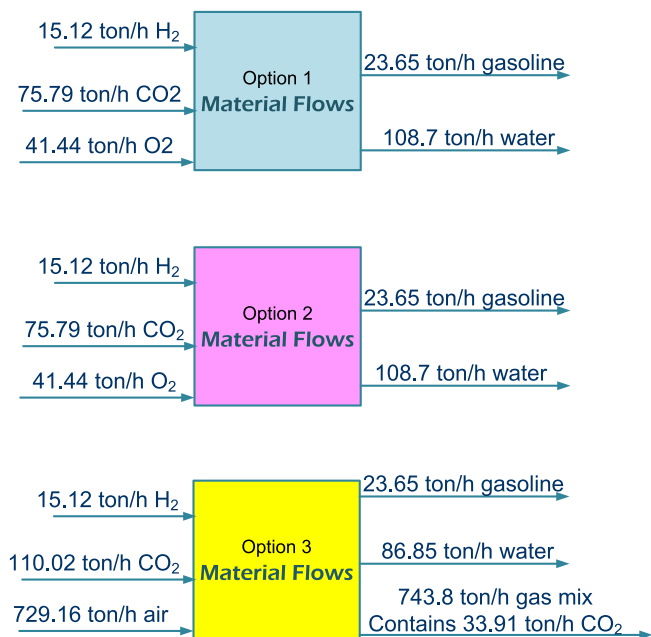 15.12 ton/h H₂
23.65 ton/h gasoline
Option 1
Material Flows
75.79 ton/h CO2
108.7 ton/h water
41.44 ton/h O2
15.12 ton/h H₂
23.65 ton/h gasoline
Option 2
Material Flows
75.79 ton/h CO₂
108.7 ton/h water
41.44 ton/h O₂
23.65 ton/h gasoline
15.12 ton/h H₂
Option 3
Material Flows
86.85 ton/h water
110.02 ton/h CO₂
743.8 ton/h gas mix
729.16 ton/h air
Contains 33.91 ton/h CO₂